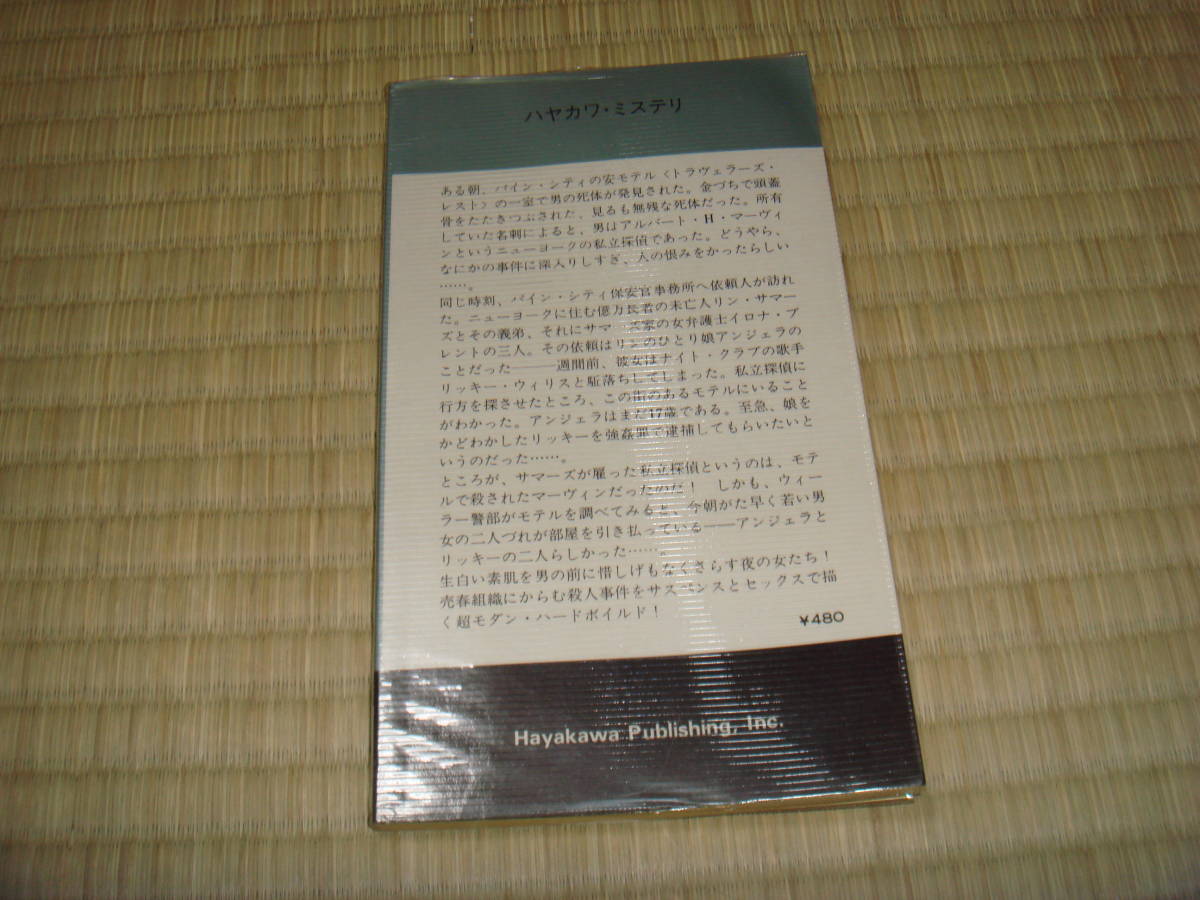 ハヤカワ・ミステリ
ある朝、パイン・シティの安モテル〈トラヴェラーズ・
レスト〉の一室で男の死体が発見された。金づちで頭蓋
骨をたたきつぶされた、見るも無残な死体だった。所有
していた名刺によると、男はアルバート・H・マーヴィ
ンというニューヨークの私立探偵であった。どうやら、
なにかの事件に深入りしすぎ、人の恨みをかったらしい
……。
同じ時刻、パイン・シティ保安官事務所へ依頼人が訪れ
た。ニューヨークに住む億万長者の未亡人リン・サマー
ズとその義弟、それにサマーズ家の女弁護士イロナ・ブ
レントの三人。その依頼はリンのひとり娘アンジェラの
ことだった――一週間前、彼女はナイト・クラブの歌手
リッキー・ウィリスと駈落ちしてしまった。私立探偵に
行方を探させたところ、この街のあるモテルにいること
がわかった。アンジェラはまだ17歳である。至急、娘を
かどわかしたリッキーを強姦罪で逮捕してもらいたいと
いうのだった……。
ところが、サマーズが雇った私立探偵というのは、モテ
ルで殺されたマーヴィンだったのだ！　しかも、ウィー
ラー警部がモテルを調べてみると、今朝がた早く若い男
女の二人づれが部屋を引き払っている――アンジェラと
リッキーの二人らしかった……。
生白い素肌を男の前に惜しげもなくさらす夜の女たち！
売春組織にからむ殺人事件をサスペンスとセックスで描
く超モダン・ハードボイルド！
¥480
Hayakawa Publishing, Inc.